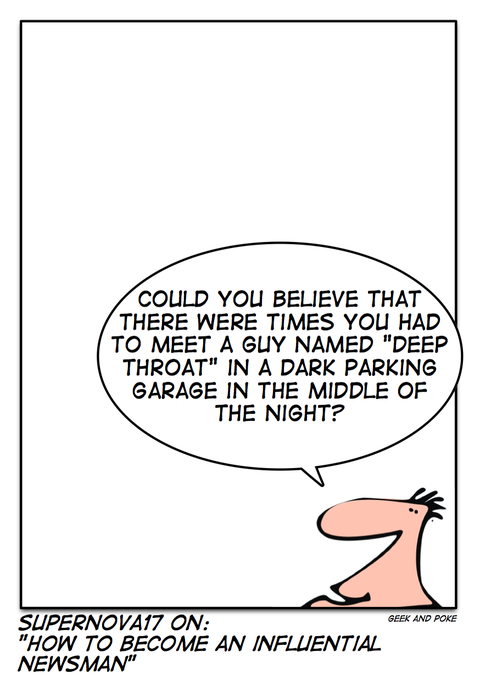 COULD YOU BELIEVE THAT
THERE WERE TIMES YOU HAD
TO MEET A GUY NAMED "DEEP
THROAT" IN A DARK PARKING
GARAGE IN THE MIDDLE OF
THE NIGHT?
GEEK AND POKE
SUPERNOVA17 ON:
"HOW TO BECOME AN INFLUENTIAL
NEWSMAN"